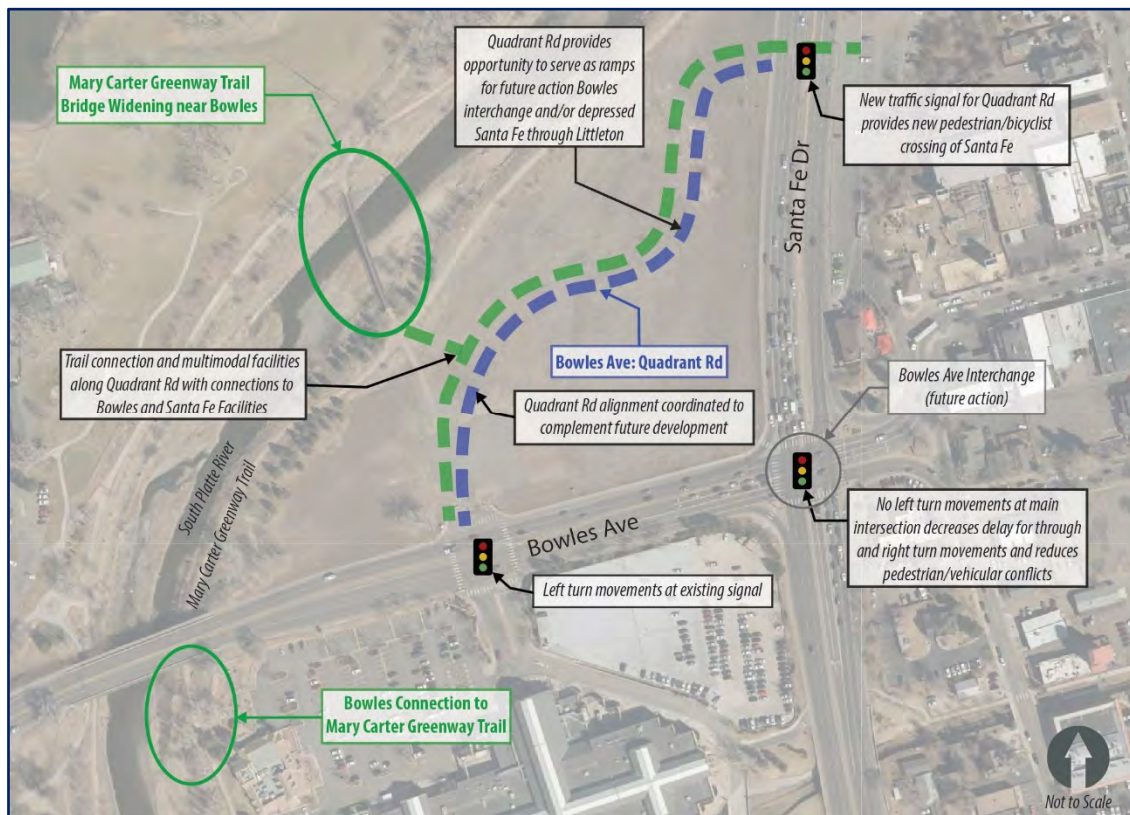 Mary Carter Greenway Trail
Bridge Widening near Bowles
Quadrant Rd provides
opportunity to serve as ramps
for future action Bowles
interchange and/or depressed
Santa Fe through Littleton
New traffic signal for Quadrant Rd
provides new pedestrian/bicyclist
crossing of Santa Fe
Santa Fe Dr
Trail connection and multimodal facilities
along Quadrant Rd with connections to
Bowles and Santa Fe Facilities
Bowles Ave: Quadrant Rd
Quadrant Rd alignment coordinated to
complement future development
Bowles Ave Interchange
(future action)
South Platte River
Mary Carter Greenway Trail
Bowles Ave
Left turn movements at existing signal
No left turn movements at main
intersection decreases delay for through
and right turn movements and reduces
pedestrian/vehicular conflicts
Bowles Connection to
Mary Carter Greenway Trail
Not to Scale